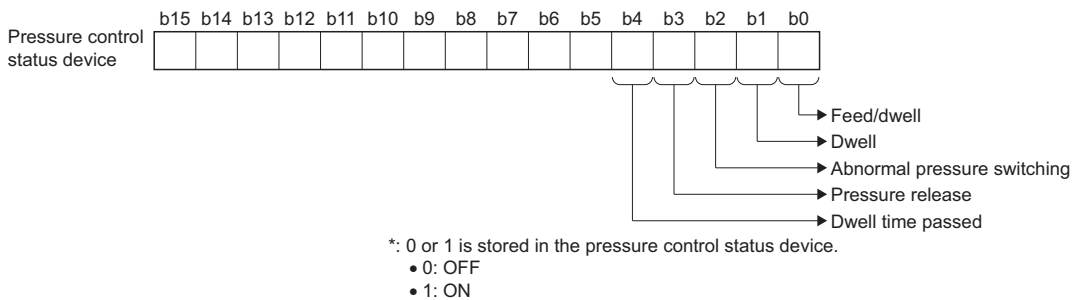 b15 b14 b13 b12 b11 b10 b9 b8 b7 b6 b5 b4 b3 b2 b1 b0
Pressure control
status device
Feed/dwell
Dwell
Abnormal pressure switching
Pressure release
Dwell time passed
*: 0 or 1 is stored in the pressure control status device.
• 0: OFF
• 1: ON